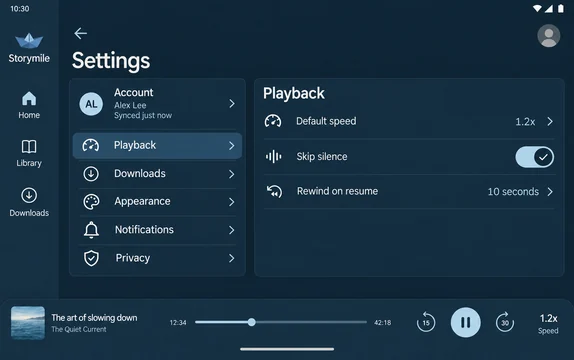 10:30
Storymile
Home
Library
Downloads
Settings
AL
Account
Alex Lee
Synced just now
Playback
Downloads
Appearance
Notifications
Privacy
Playback
Default speed
1.2x
Skip silence
Rewind on resume
10 seconds
The art of slowing down
The Quiet Current
12:34
42:18
15
30
1.2x
Speed